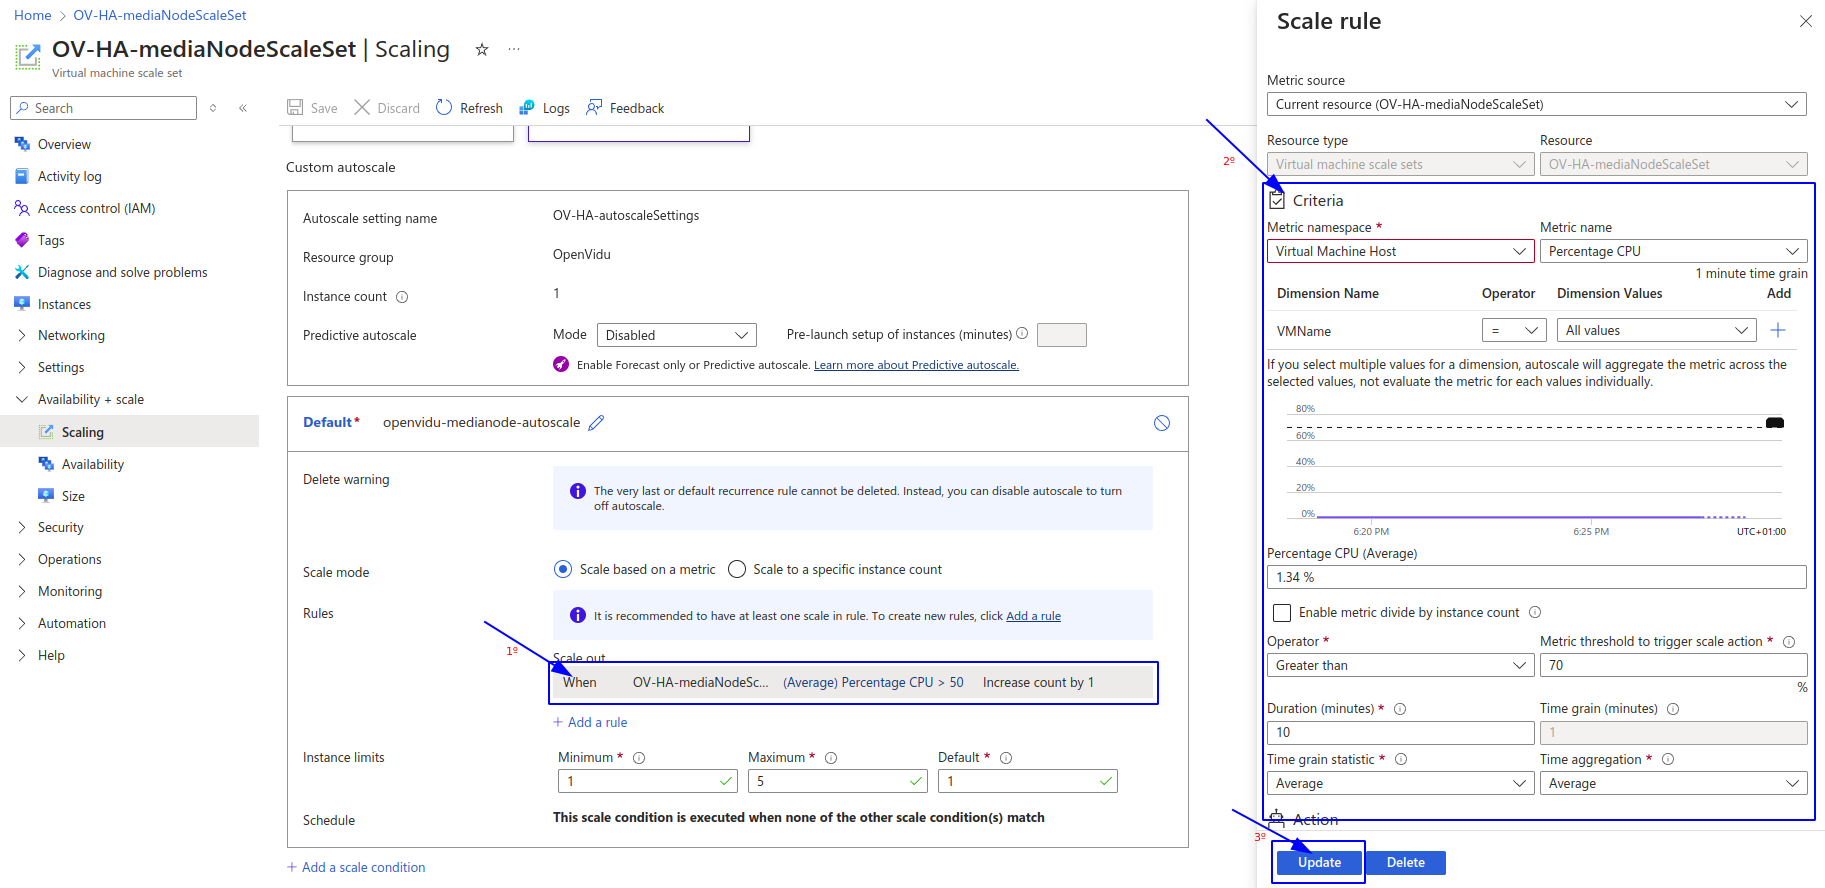 Home > OV-HA-mediaNodeScaleSet
OV-HA-mediaNodeScaleSet | Scaling ☆ ...
Virtual machine scale set
Search
Overview
Activity log
Access control (IAM)
Tags
Diagnose and solve problems
Instances
Networking
Settings
Availability + scale
Scaling
Availability
Size
Security
Operations
Monitoring
Automation
Help
Save Discard Refresh Logs Feedback
Custom autoscale
Autoscale setting name OV-HA-autoscaleSettings
Resource group OpenVidu
Instance count 1
Predictive autoscale Mode Disabled Pre-launch setup of instances (minutes)
Enable Forecast only or Predictive autoscale. Learn more about Predictive autoscale.
Default* openvidu-medianode-autoscale
Delete warning
The very last or default recurrence rule cannot be deleted. Instead, you can disable autoscale to turn
off autoscale.
Scale mode Scale based on a metric Scale to a specific instance count
Rules It is recommended to have at least one scale in rule. To create new rules, click Add a rule
1º
Scale out
When OV-HA-mediaNodeSc... (Average) Percentage CPU > 50 Increase count by 1
+ Add a rule
Instance limits Minimum * Maximum * Default *
1 5 1
Schedule This scale condition is executed when none of the other scale condition(s) match
+ Add a scale condition
Scale rule
Metric source
Current resource (OV-HA-mediaNodeScaleSet)
Resource type Resource
2º
Virtual machine scale sets OV-HA-mediaNodeScaleSet
Criteria
Metric namespace * Metric name
Virtual Machine Host Percentage CPU
1 minute time grain
Dimension Name Operator Dimension Values Add
VMName = All values +
If you select multiple values for a dimension, autoscale will aggregate the metric across the
selected values, not evaluate the metric for each values individually.
80%
60%
40%
20%
0%
6:20 PM 6:25 PM UTC+01:00
Percentage CPU (Average)
1.34 %
Enable metric divide by instance count
Operator * Metric threshold to trigger scale action *
Greater than 70
%
Duration (minutes) * Time grain (minutes)
10 1
Time grain statistic * Time aggregation *
Average Average
Action
3º
Update Delete